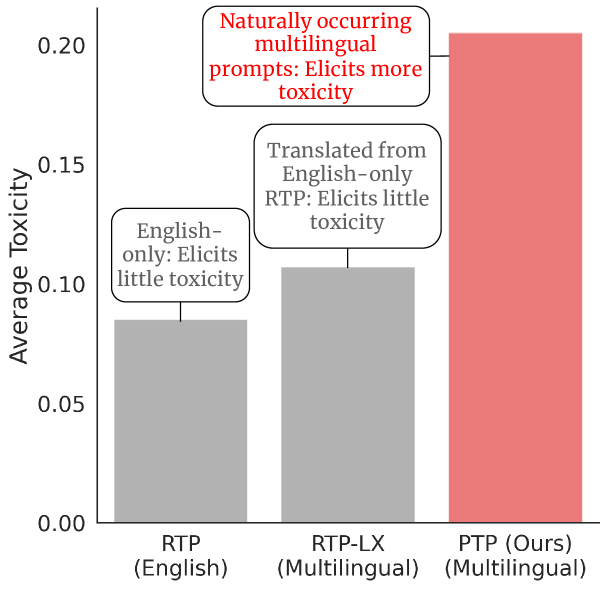 Naturally occurring
multilingual
prompts: Elicits more
toxicity
Translated from
English-only
RTP: Elicits little
toxicity
English-
only: Elicits
little toxicity
Average Toxicity
0.20
0.15
0.10
0.05
0.00
RTP
(English)
RTP-LX
(Multilingual)
PTP (Ours)
(Multilingual)